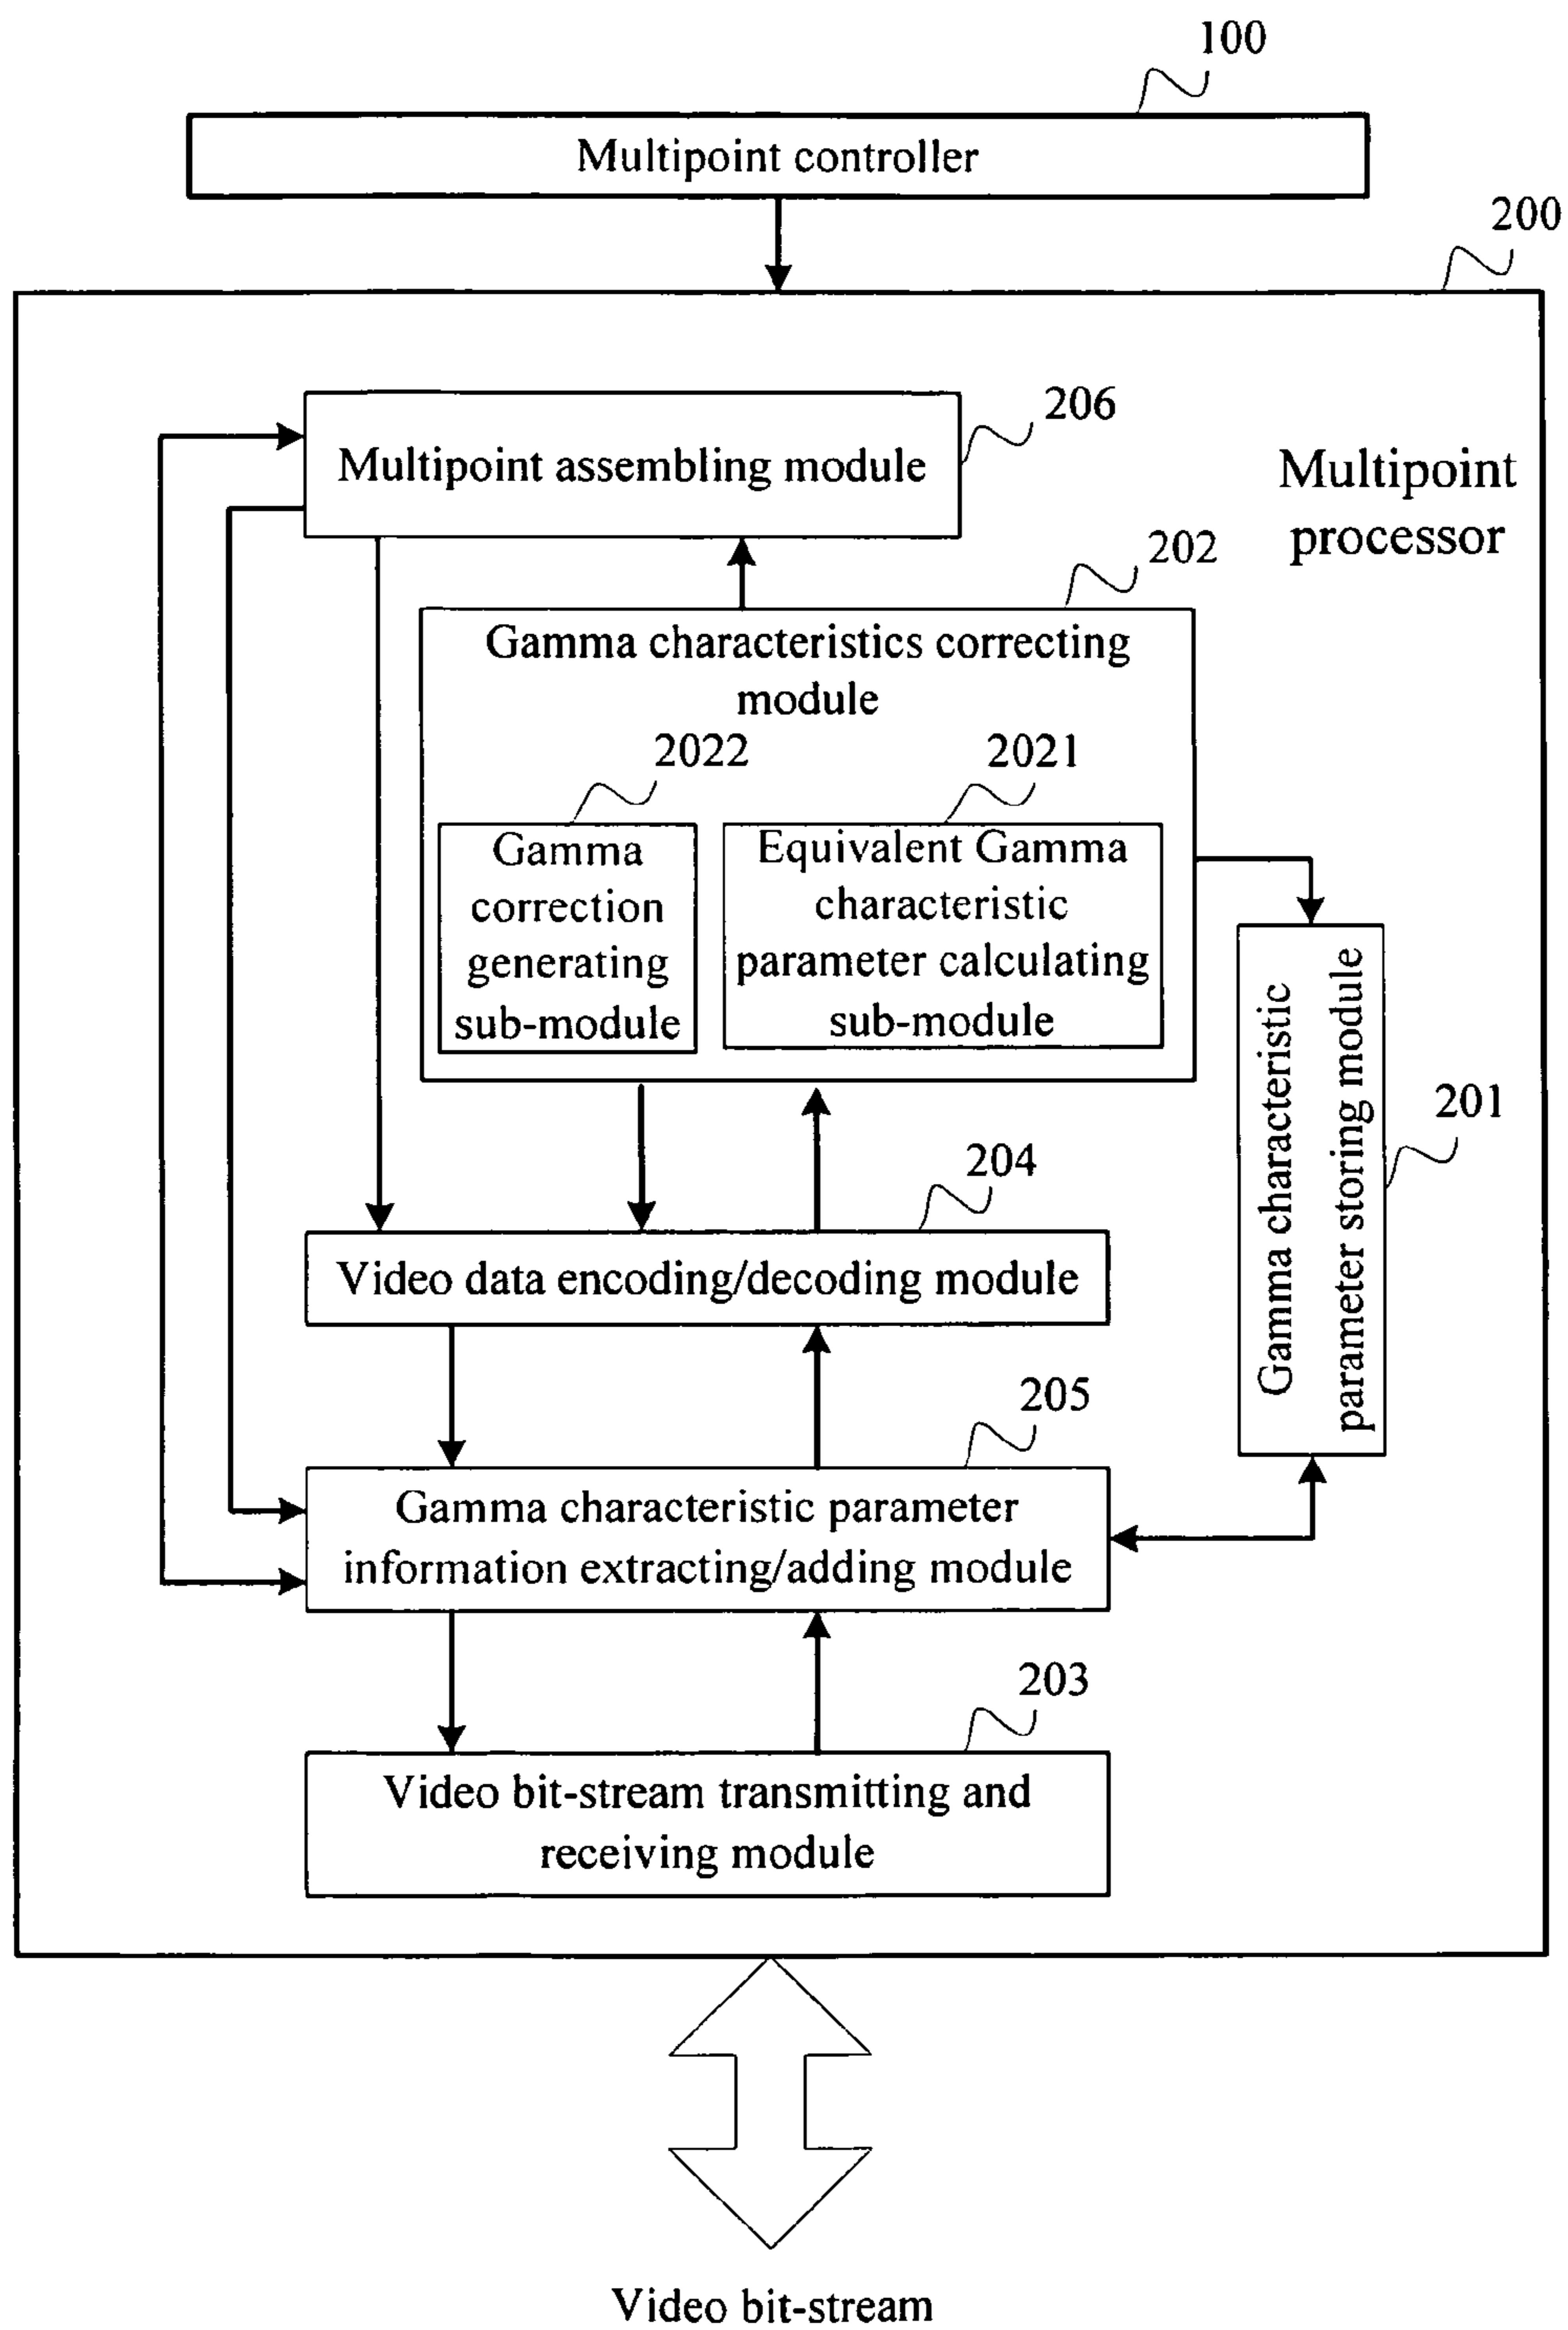 100
Multipoint controller
200
206
Multipoint assembling module
Multipoint
processor
202
Gamma characteristics correcting
module
2022
2021
Gamma
correction
generating
sub-module
Equivalent Gamma
characteristic
parameter calculating
sub-module
Gamma characteristic
parameter storing module
201
204
Video data encoding/decoding module
205
Gamma characteristic parameter
information extracting/adding module
203
Video bit-stream transmitting and
receiving module
Video bit-stream